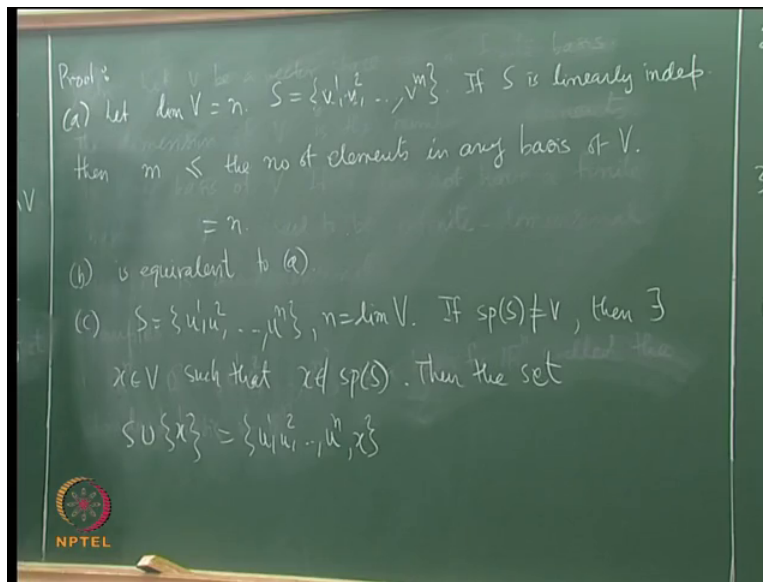 Proof:
(a) Let dim V = n. S = {v¹, v², .., vᵐ}. If S is linearly indep.
then m ≤ the no of elements in any basis of V.
= n.
(b) is equivalent to (a)
(c) S = {u¹, u², .., uⁿ}, n = dim V. If sp(S) ≠ V, then ∃
x ∈ V such that x ∉ sp(S). Then the set
S ∪ {x} = {u¹, u², .., uⁿ, x}
NPTEL